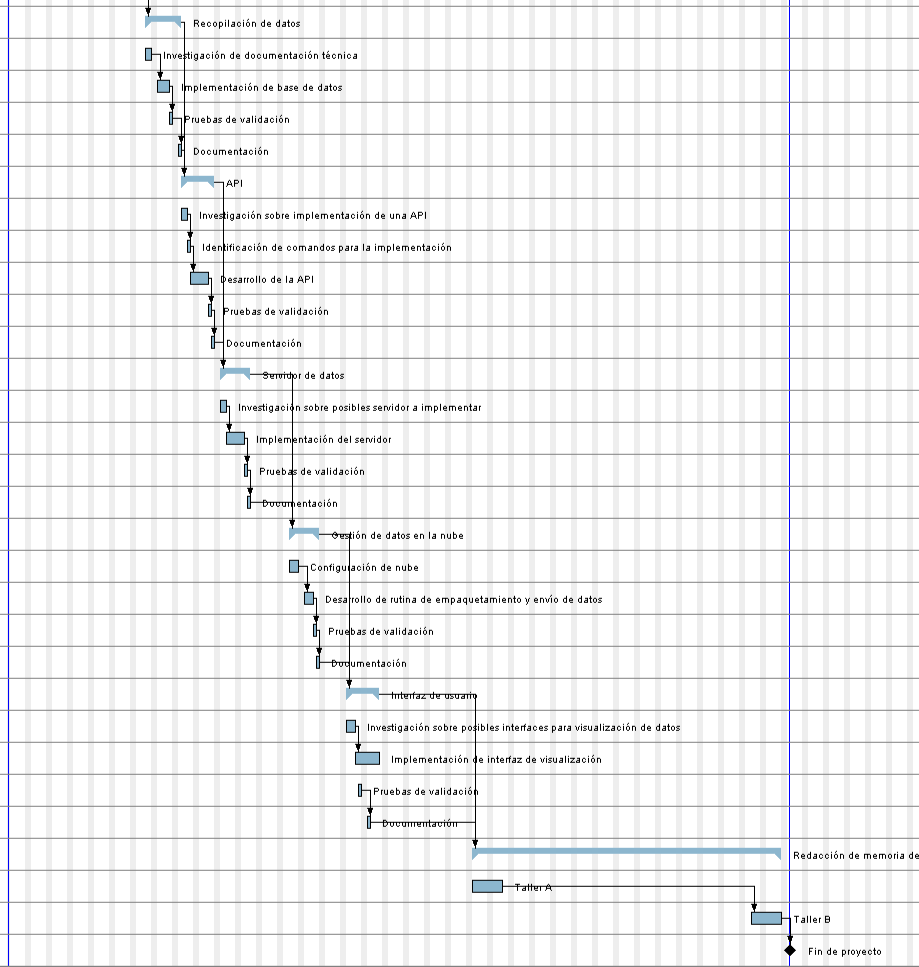 Recopilación de datos
Investigación de documentación técnica
Implementación de base de datos
Pruebas de validación
Documentación
API
Investigación sobre implementación de una API
Identificación de comandos para la implementación
Desarrollo de la API
Pruebas de validación
Documentación
Servidor de datos
Investigación sobre posibles servidor a implementar
Implementación del servidor
Pruebas de validación
Documentación
Gestión de datos en la nube
Configuración de nube
Desarrollo de rutina de empaquetamiento y envío de datos
Pruebas de validación
Documentación
Interfaz de usuario
Investigación sobre posibles interfaces para visualización de datos
Implementación de interfaz de visualización
Pruebas de validación
Documentación
Redacción de memoria de
Taller A
Taller B
Fin de proyecto